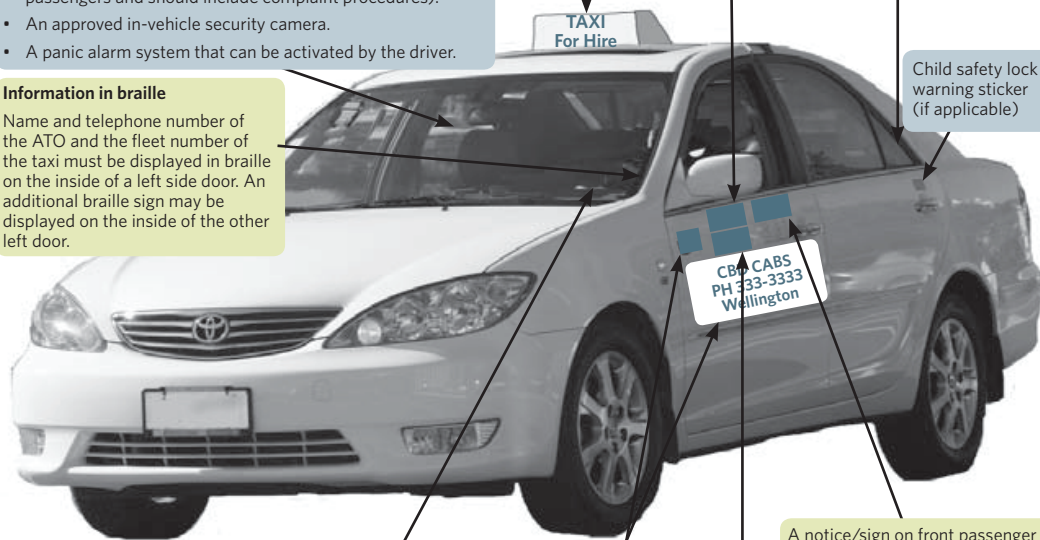 passengers and should include complaint procedures).
• An approved in-vehicle security camera.
• A panic alarm system that can be activated by the driver.
TAXI
For Hire
Child safety lock
warning sticker
(if applicable)
Information in braille
Name and telephone number of
the ATO and the fleet number of
the taxi must be displayed in braille
on the inside of a left side door. An
additional braille sign may be
displayed on the inside of the other
left door.
CBD CABS
PH 333-3333
Wellington
A notice/sign on front passenger